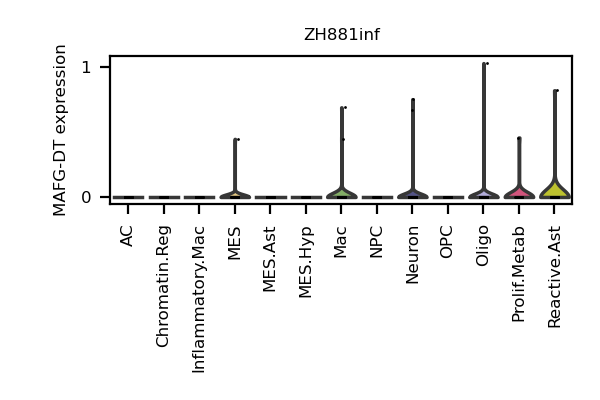 ZH881inf
MAFG-DT expression
1
0
AC
Chromatin.Reg
Inflammatory.Mac
MES
MES.Ast
MES.Hyp
Mac
NPC
Neuron
OPC
Oligo
Prolif.Metab
Reactive.Ast